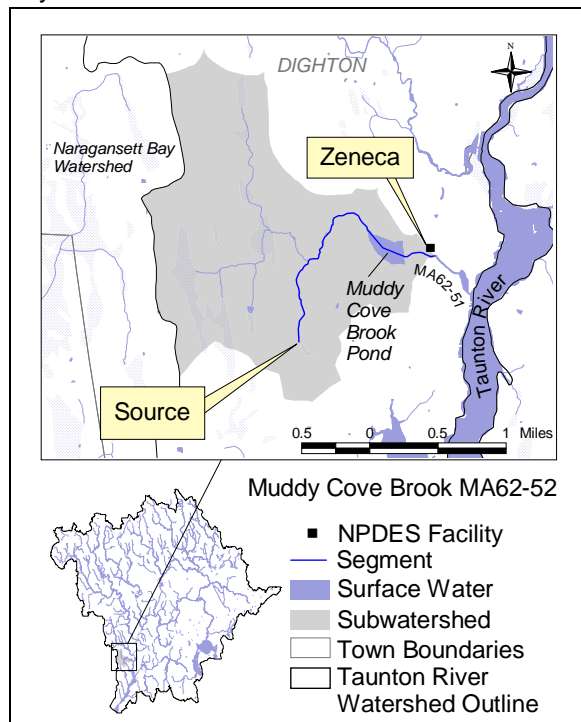 DIGHTON
N
Naragansett Bay
Watershed
Zeneca
MA62-51
Muddy
Cove
Brook
Pond
Taunton River
Source
0.5 0 0.5 1 Miles
Muddy Cove Brook MA62-52
NPDES Facility
Segment
Surface Water
Subwatershed
Town Boundaries
Taunton River
Watershed Outline